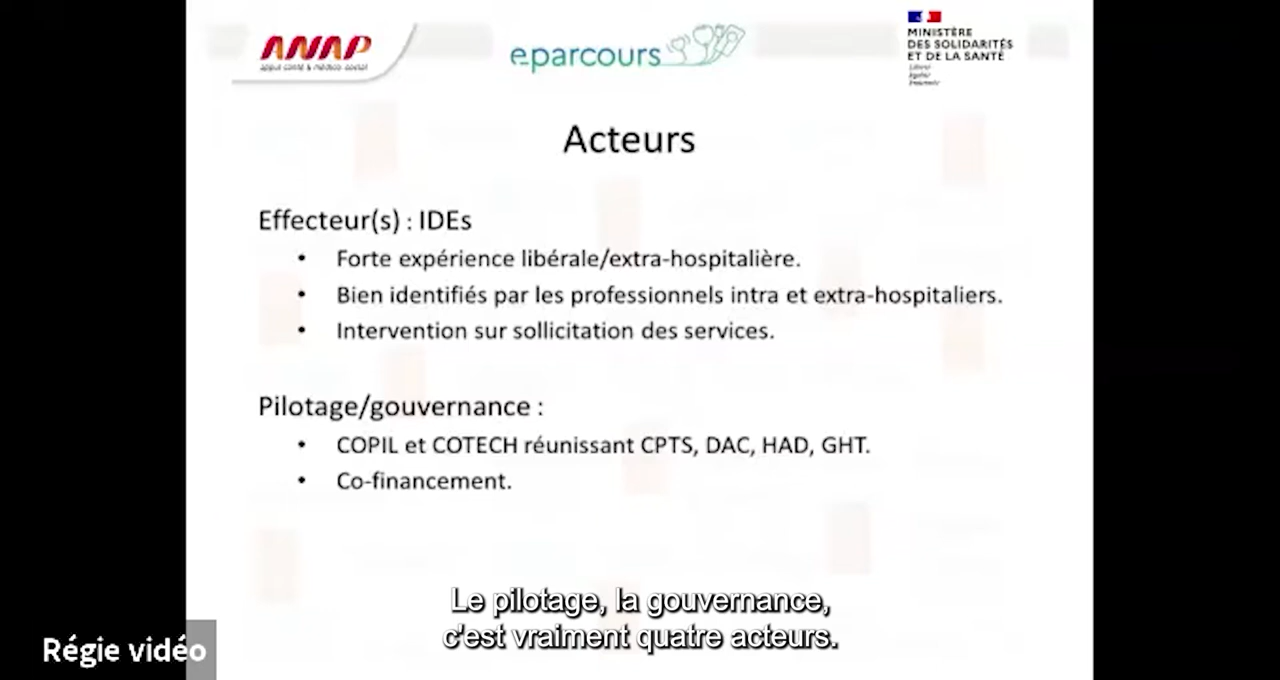 ANAP
appui santé & médico-social
eparcours
MINISTÈRE
DES SOLIDARITÉS
ET DE LA SANTÉ
Liberté
Égalité
Fraternité
Acteurs
Effecteur(s) : IDEs
• Forte expérience libérale/extra-hospitalière.
• Bien identifiés par les professionnels intra et extra-hospitaliers.
• Intervention sur sollicitation des services.
Pilotage/gouvernance :
• COPIL et COTECH réunissant CPTS, DAC, HAD, GHT.
• Co-financement.
Le pilotage, la gouvernance,
c'est vraiment quatre acteurs.
Régie vidéo